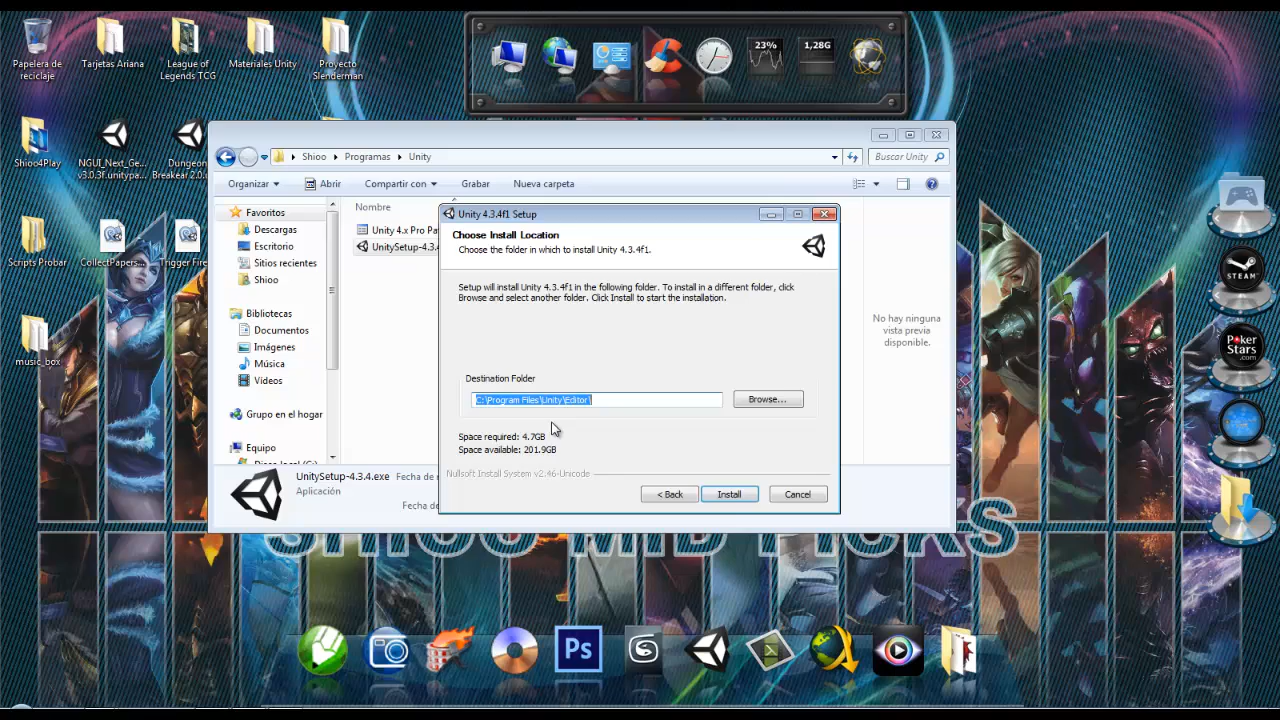 Papelera de
reciclaje
Tarjetas Ariana
League of
Legends TCG
Materiales Unity
Proyecto
Slenderman
23%
1,28G
Shioo4Play
NGUI_Next_Ge...
v3.0.3f.unitypa...
Dungeon
Breakear 2.0.u
Scripts Probar
CollectPapers...
Trigger Fire
music_box
Shioo
Programas
Unity
Buscar Unity
Organizar
Abrir
Compartir con
Grabar
Nueva carpeta
Favoritos
Descargas
Escritorio
Sitios recientes
Shioo
Bibliotecas
Documentos
Imágenes
Música
Vídeos
Grupo en el hogar
Equipo
Nombre
Unity 4.x Pro Pa
UnitySetup-4.3.4
No hay ninguna
vista previa
disponible.
Unity 4.3.4f1 Setup
Choose Install Location
Choose the folder in which to install Unity 4.3.4f1.
Setup will install Unity 4.3.4f1 in the following folder. To install in a different folder, click
Browse and select another folder. Click Install to start the installation.
Destination Folder
C:\Program Files\Unity\Editor\
Browse...
Space required: 4.7GB
Space available: 201.9GB
Nullsoft Install System v2.46-Unicode
< Back
Install
Cancel
UnitySetup-4.3.4.exe
Fecha de
Aplicación
Fecha de
SHIOO MID PICKS
STEAM
PokerStars
.com
Ps